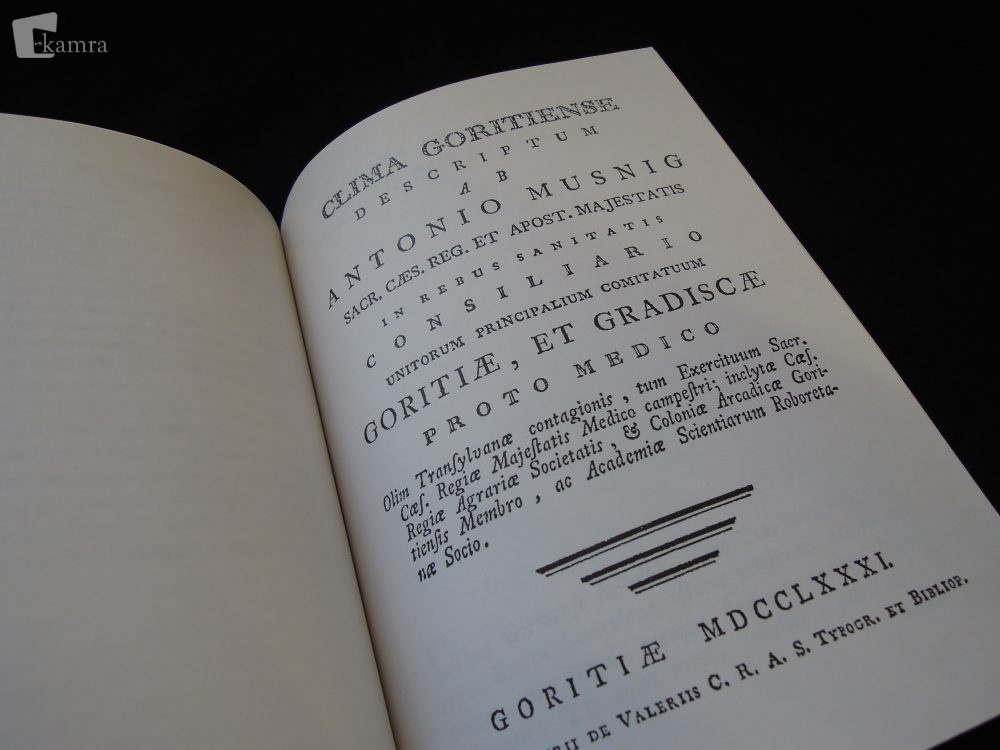 kamra
CLIMA GORITIENSE
DESCRIPTUM
AB
ANTONIO MUSNIG
SACR. CÆS. REG. ET APOST. MAJESTATIS
IN REBUS SANITATIS
CONSILIARIO
UNITORUM PRINCIPALIUM COMITATUUM
GORITIÆ, ET GRADISCÆ
PROTO MEDICO
Olim Tranſylvanæ contagionis, tum Exercituum Sacr.
Cæſ. Regiæ Majeſtatis Medico campeſtri; inclytæ Cæſ.
Regiæ Agrariæ Societatis, & Coloniæ Arcadicæ Gori-
tienſis Membro, ac Academiæ Scientiarum Roboreta-
næ Socio.
GORITIÆ MDCCLXXXI.
DE VALERIIS C. R. A. S. TYPOGR. ET BIBLIOP.